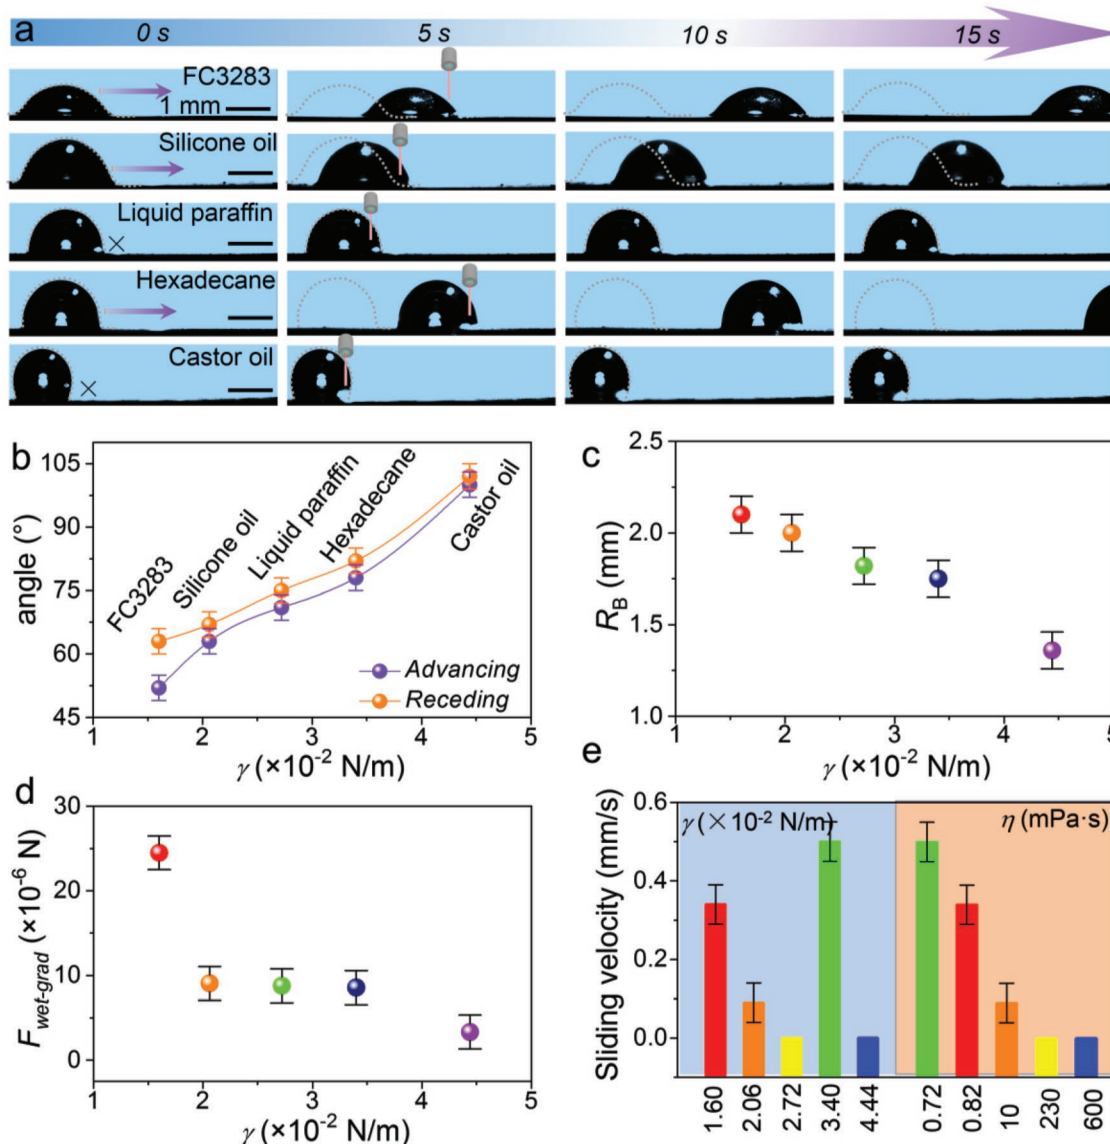 a
0 s 5 s 10 s 15 s
FC3283
1 mm
Silicone oil
Liquid paraffin
×
Hexadecane
Castor oil
×
b
angle (°)
105
90
75
60
45
FC3283
Silicone oil
Liquid paraffin
Hexadecane
Castor oil
Advancing
Receding
1 2 3 4 5
γ (×10⁻² N/m)
c
R_B (mm)
2.5
2.0
1.5
1.0
1 2 3 4 5
γ (×10⁻² N/m)
d
F_wet-grad (×10⁻⁶ N)
30
20
10
0
1 2 3 4 5
γ (×10⁻² N/m)
e
Sliding velocity (mm/s)
0.6
0.4
0.2
0.0
γ (×10⁻² N/m)
η (mPa·s)
1.60
2.06
2.72
3.40
4.44
0.72
0.82
10
230
600